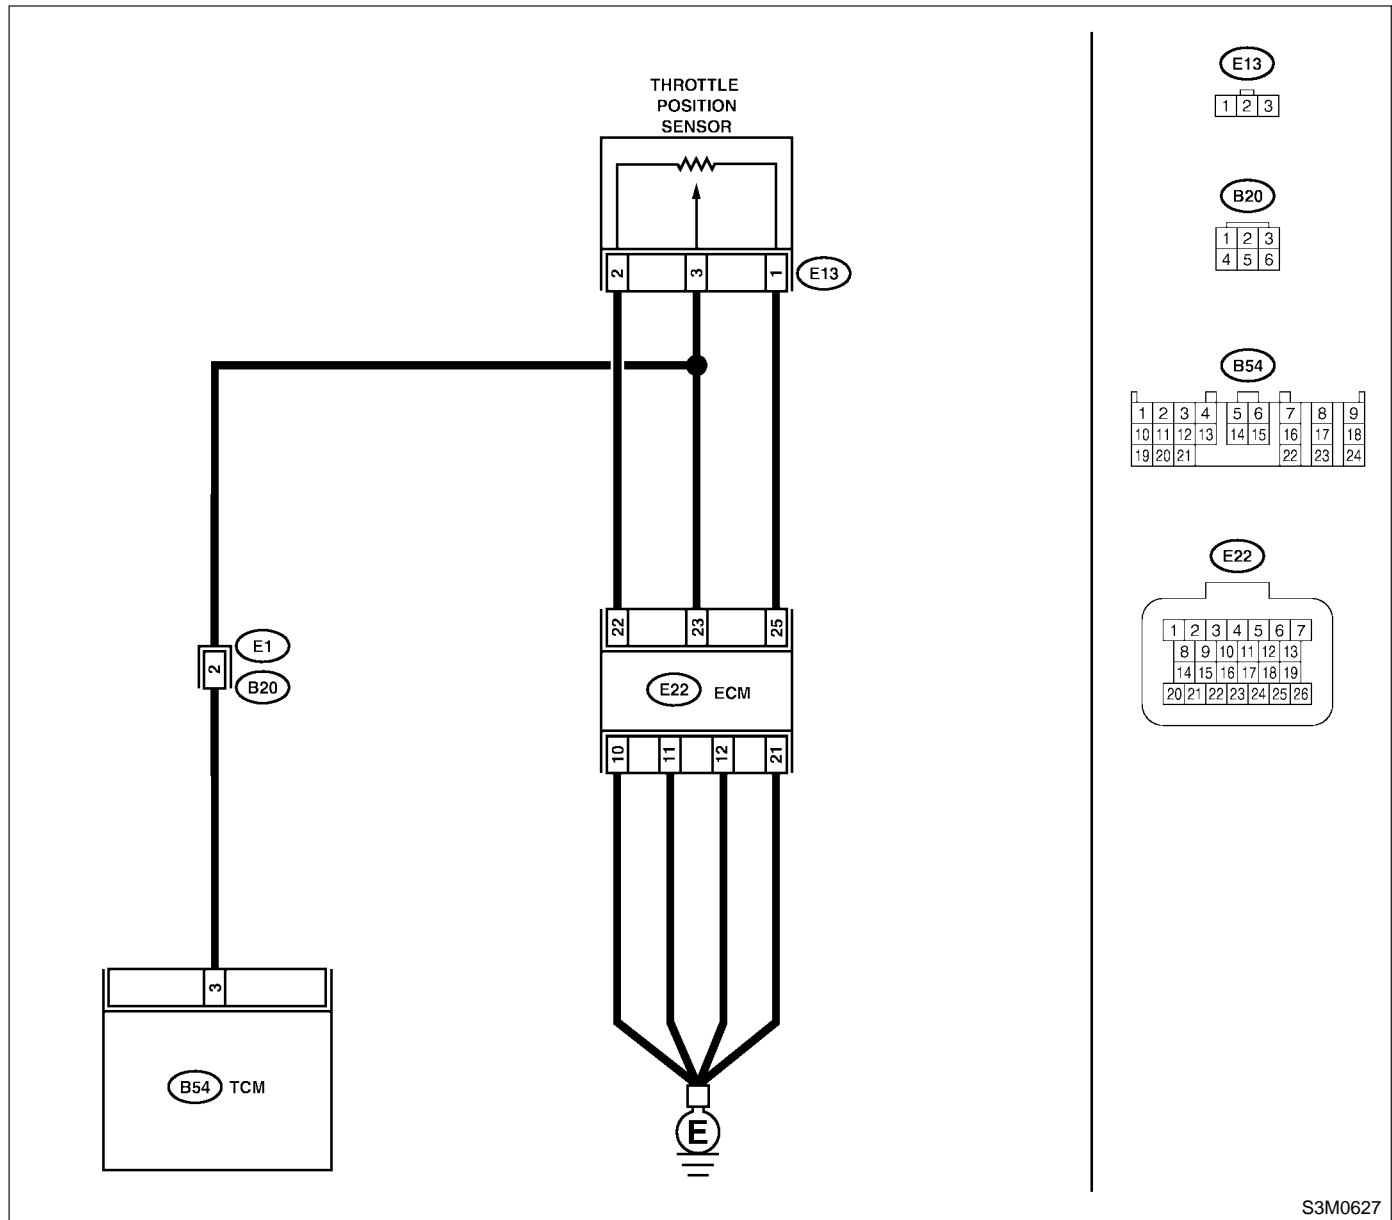 THROTTLE
POSITION
SENSOR
2 3 1
E13
22 23 25
E22 ECM
10 11 12 21
E
E1
2
B20
3
B54 TCM
E13
1 2 3
B20
1 2 3
4 5 6
B54
1 2 3 4 5 6 7 8 9
10 11 12 13 14 15 16 17 18
19 20 21 22 23 24
E22
1 2 3 4 5 6 7
8 9 10 11 12 13
14 15 16 17 18 19
20 21 22 23 24 25 26
S3M0627